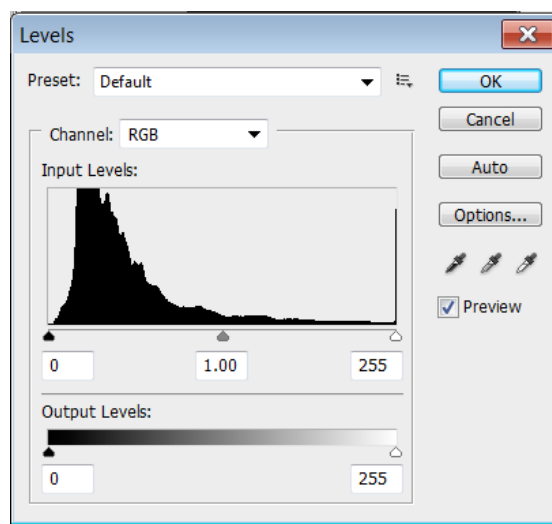 Levels
Preset: Default
OK
Cancel
Channel: RGB
Auto
Input Levels:
Options...
Preview
0 1.00 255
Output Levels:
0 255